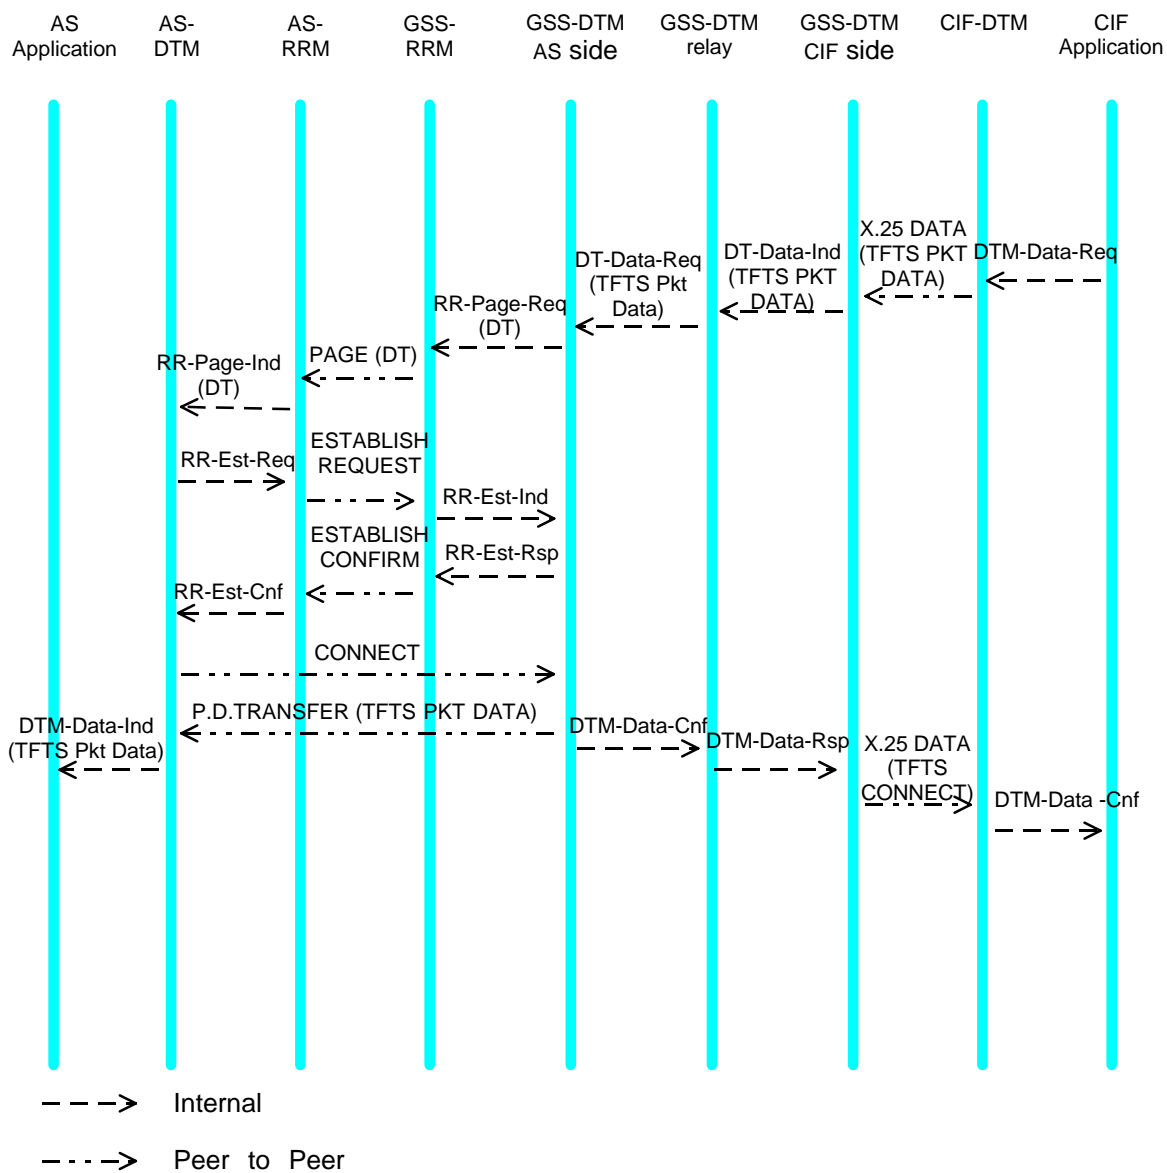 AS
Application
AS-
DTM
AS-
RRM
GSS-
RRM
GSS-DTM
AS side
GSS-DTM
relay
GSS-DTM
CIF side
CIF-DTM
CIF
Application
X.25 DATA
(TFTS PKT
DATA)
DTM-Data-Req
DT-Data-Ind
(TFTS PKT
DATA)
DT-Data-Req
(TFTS Pkt
Data)
RR-Page-Req
(DT)
PAGE (DT)
RR-Page-Ind
(DT)
ESTABLISH
REQUEST
RR-Est-Req
RR-Est-Ind
ESTABLISH
CONFIRM
RR-Est-Rsp
RR-Est-Cnf
CONNECT
P.D.TRANSFER (TFTS PKT DATA)
DTM-Data-Ind
(TFTS Pkt Data)
DTM-Data-Cnf
DTM-Data-Rsp
X.25 DATA
(TFTS
CONNECT)
DTM-Data -Cnf
Internal
Peer to Peer